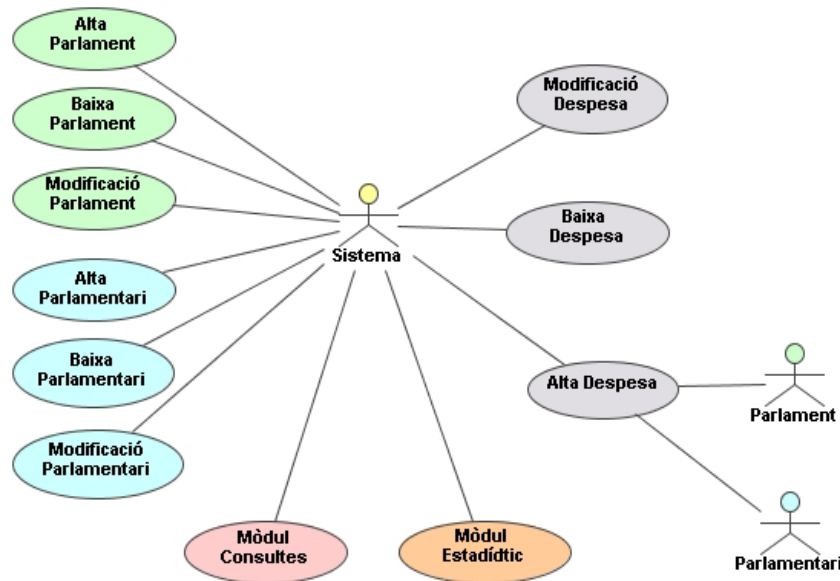 Alta
Parlament
Baixa
Parlament
Modificació
Parlament
Alta
Parlamentari
Baixa
Parlamentari
Modificació
Parlamentari
Sistema
Modificació
Despesa
Baixa
Despesa
Alta Despesa
Parlament
Parlamentari
Mòdul
Consultes
Mòdul
Estadídtic